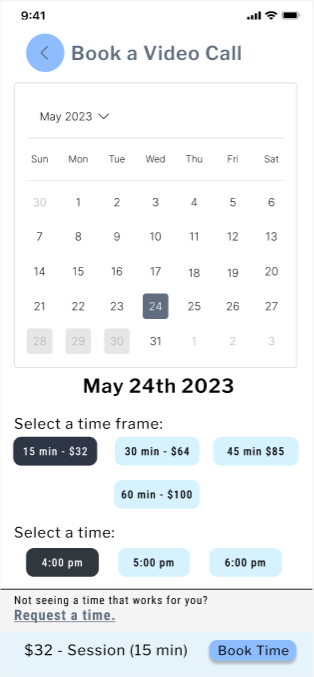 9:41
Book a Video Call
May 2023
Sun Mon Tue Wed Thu Fri Sat
30 1 2 3 4 5 6
7 8 9 10 11 12 13
14 15 16 17 18 19 20
21 22 23 24 25 26 27
28 29 30 31 1 2 3
May 24th 2023
Select a time frame:
15 min - $32 30 min - $64 45 min $85
60 min - $100
Select a time:
4:00 pm 5:00 pm 6:00 pm
Not seeing a time that works for you?
Request a time.
$32 - Session (15 min) Book Time